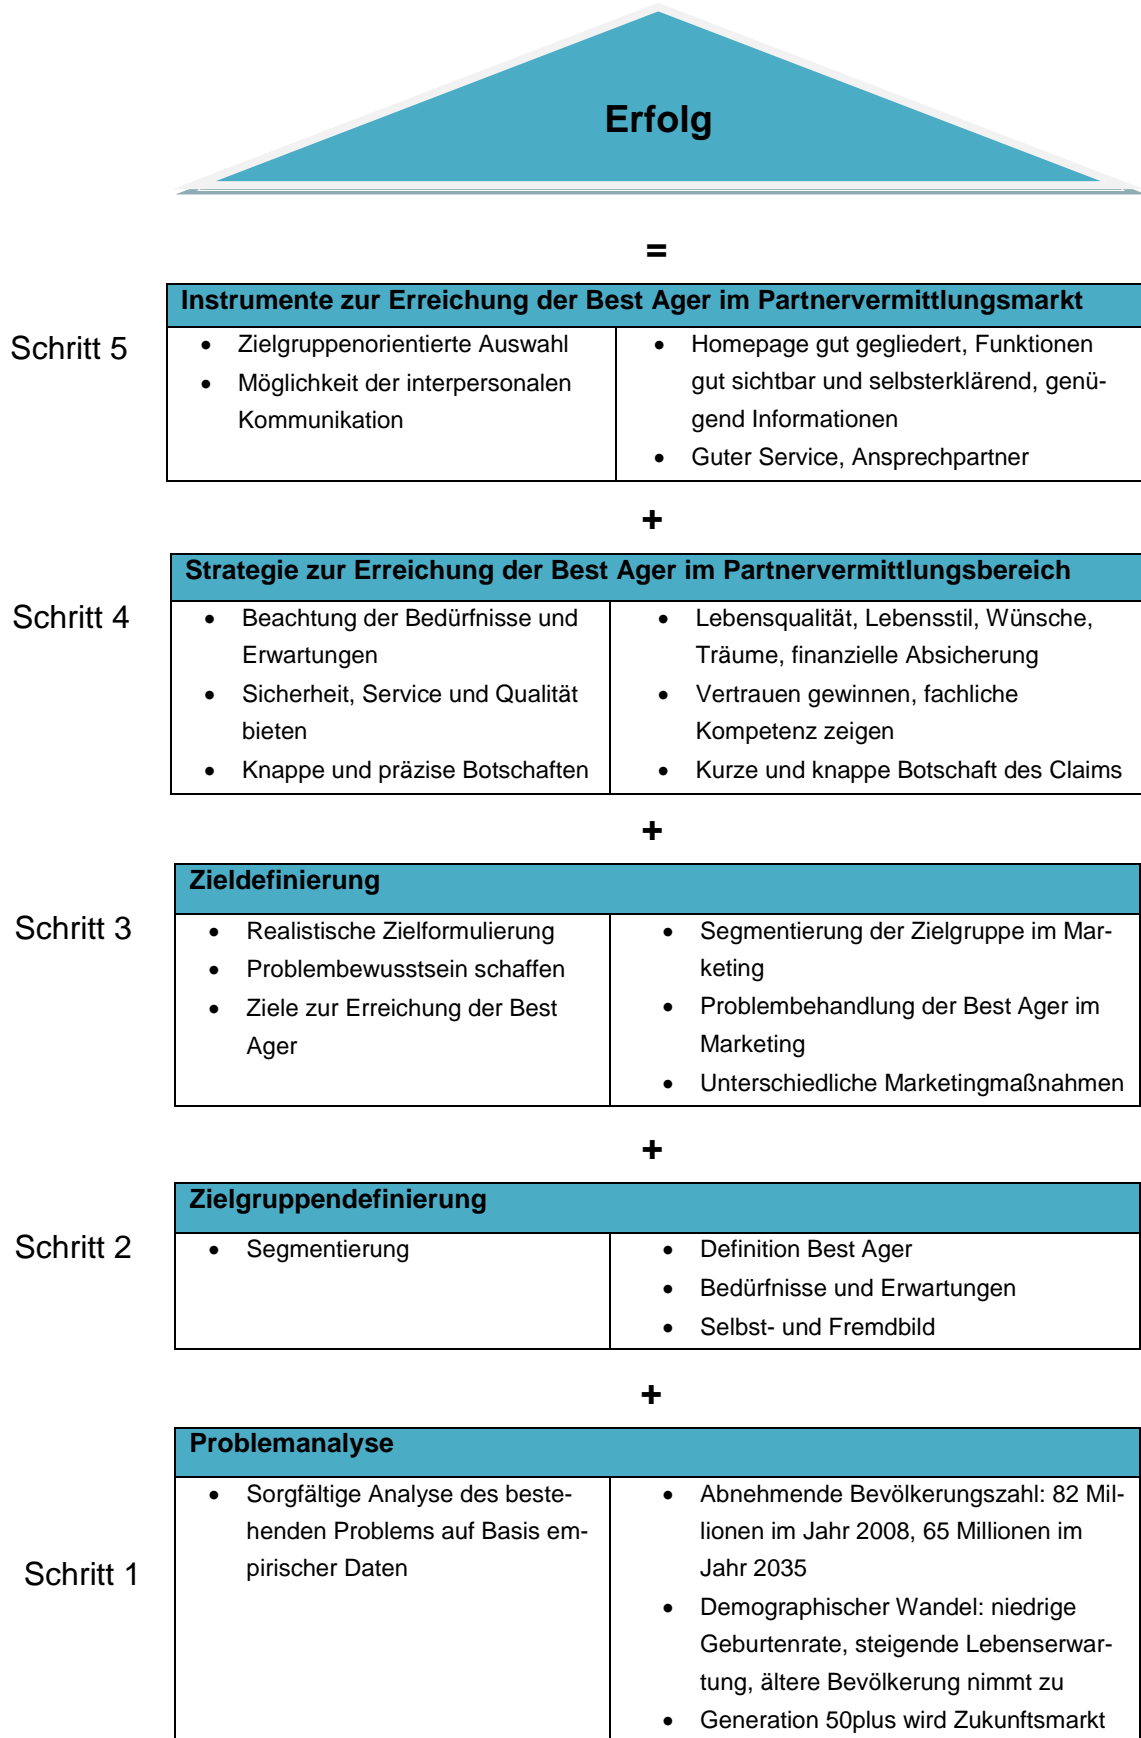 Erfolg
=
Instrumente zur Erreichung der Best Ager im Partnervermittlungsmarkt
Schritt 5
• Zielgruppenorientierte Auswahl
• Möglichkeit der interpersonalen
Kommunikation
• Homepage gut gegliedert, Funktionen
gut sichtbar und selbsterklärend, genü-
gend Informationen
• Guter Service, Ansprechpartner
+
Strategie zur Erreichung der Best Ager im Partnervermittlungsbereich
Schritt 4
• Beachtung der Bedürfnisse und
Erwartungen
• Sicherheit, Service und Qualität
bieten
• Knappe und präzise Botschaften
• Lebensqualität, Lebensstil, Wünsche,
Träume, finanzielle Absicherung
• Vertrauen gewinnen, fachliche
Kompetenz zeigen
• Kurze und knappe Botschaft des Claims
+
Zieldefinierung
Schritt 3
• Realistische Zielformulierung
• Problembewusstsein schaffen
• Ziele zur Erreichung der Best
Ager
• Segmentierung der Zielgruppe im Mar-
keting
• Problembehandlung der Best Ager im
Marketing
• Unterschiedliche Marketingmaßnahmen
+
Zielgruppendefinierung
Schritt 2
• Segmentierung
• Definition Best Ager
• Bedürfnisse und Erwartungen
• Selbst- und Fremdbild
+
Problemanalyse
Schritt 1
• Sorgfältige Analyse des beste-
henden Problems auf Basis em-
pirischer Daten
• Abnehmende Bevölkerungszahl: 82 Mil-
lionen im Jahr 2008, 65 Millionen im
Jahr 2035
• Demographischer Wandel: niedrige
Geburtenrate, steigende Lebenserwar-
tung, ältere Bevölkerung nimmt zu
• Generation 50plus wird Zukunftsmarkt